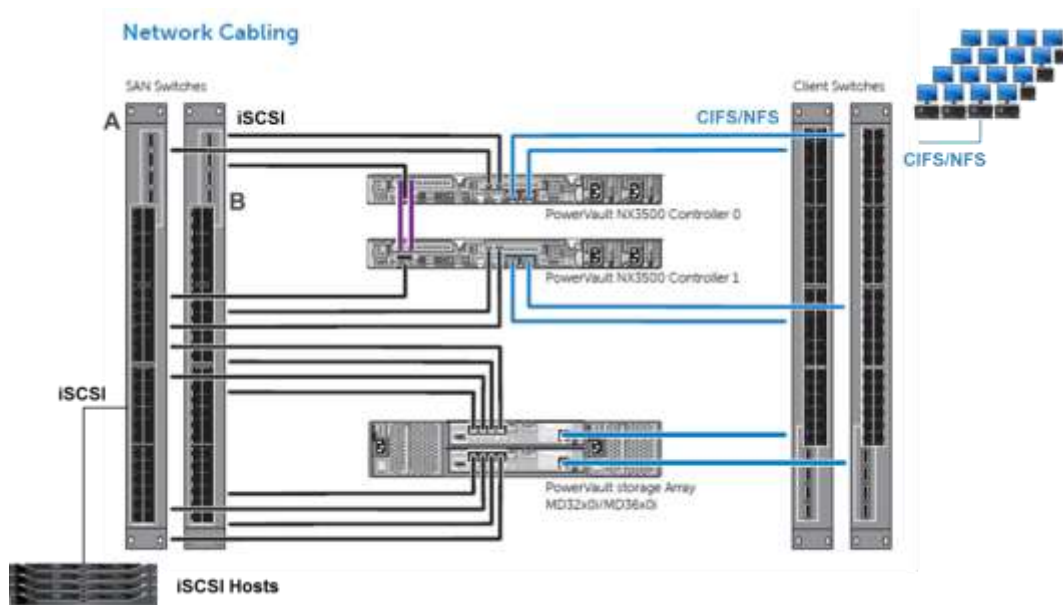 Network Cabling
SAN Switches
Client Switches
A
iSCSI
CIFS/NFS
CIFS/NFS
B
PowerVault NX3500 Controller 0
PowerVault NX3500 Controller 1
iSCSI
PowerVault storage Array
MD32x0i/MD36x0i
iSCSI Hosts